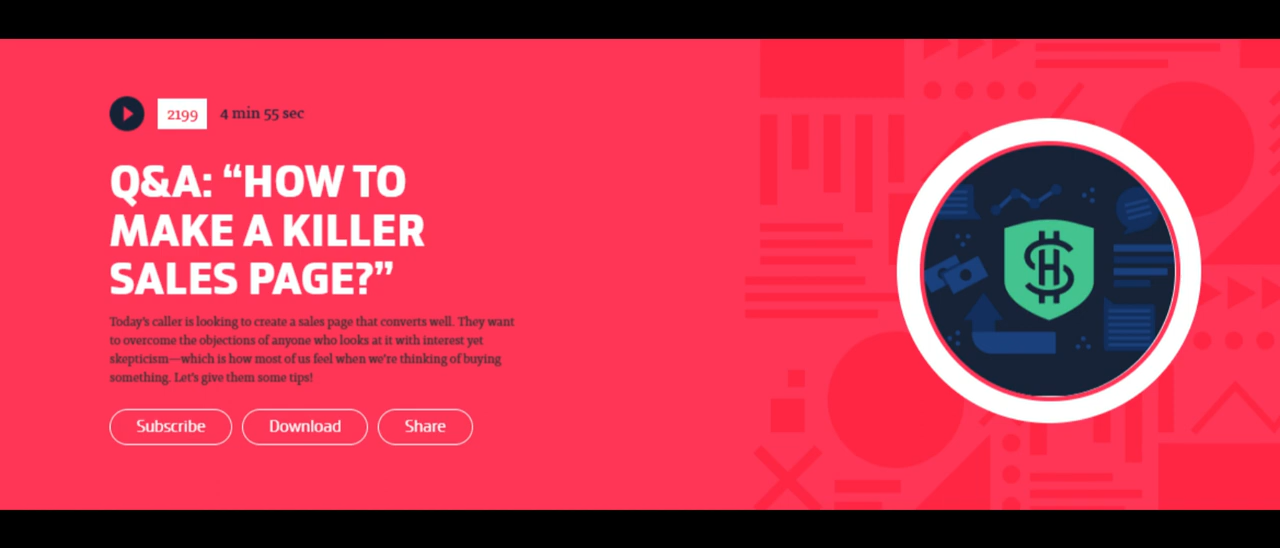 2199 4 min 55 sec
Q&A: “HOW TO
MAKE A KILLER
SALES PAGE?”
Today's caller is looking to create a sales page that converts well. They want
to overcome the objections of anyone who looks at it with interest yet
skepticism—which is how most of us feel when we're thinking of buying
something. Let's give them some tips!
Subscribe Download Share
SH